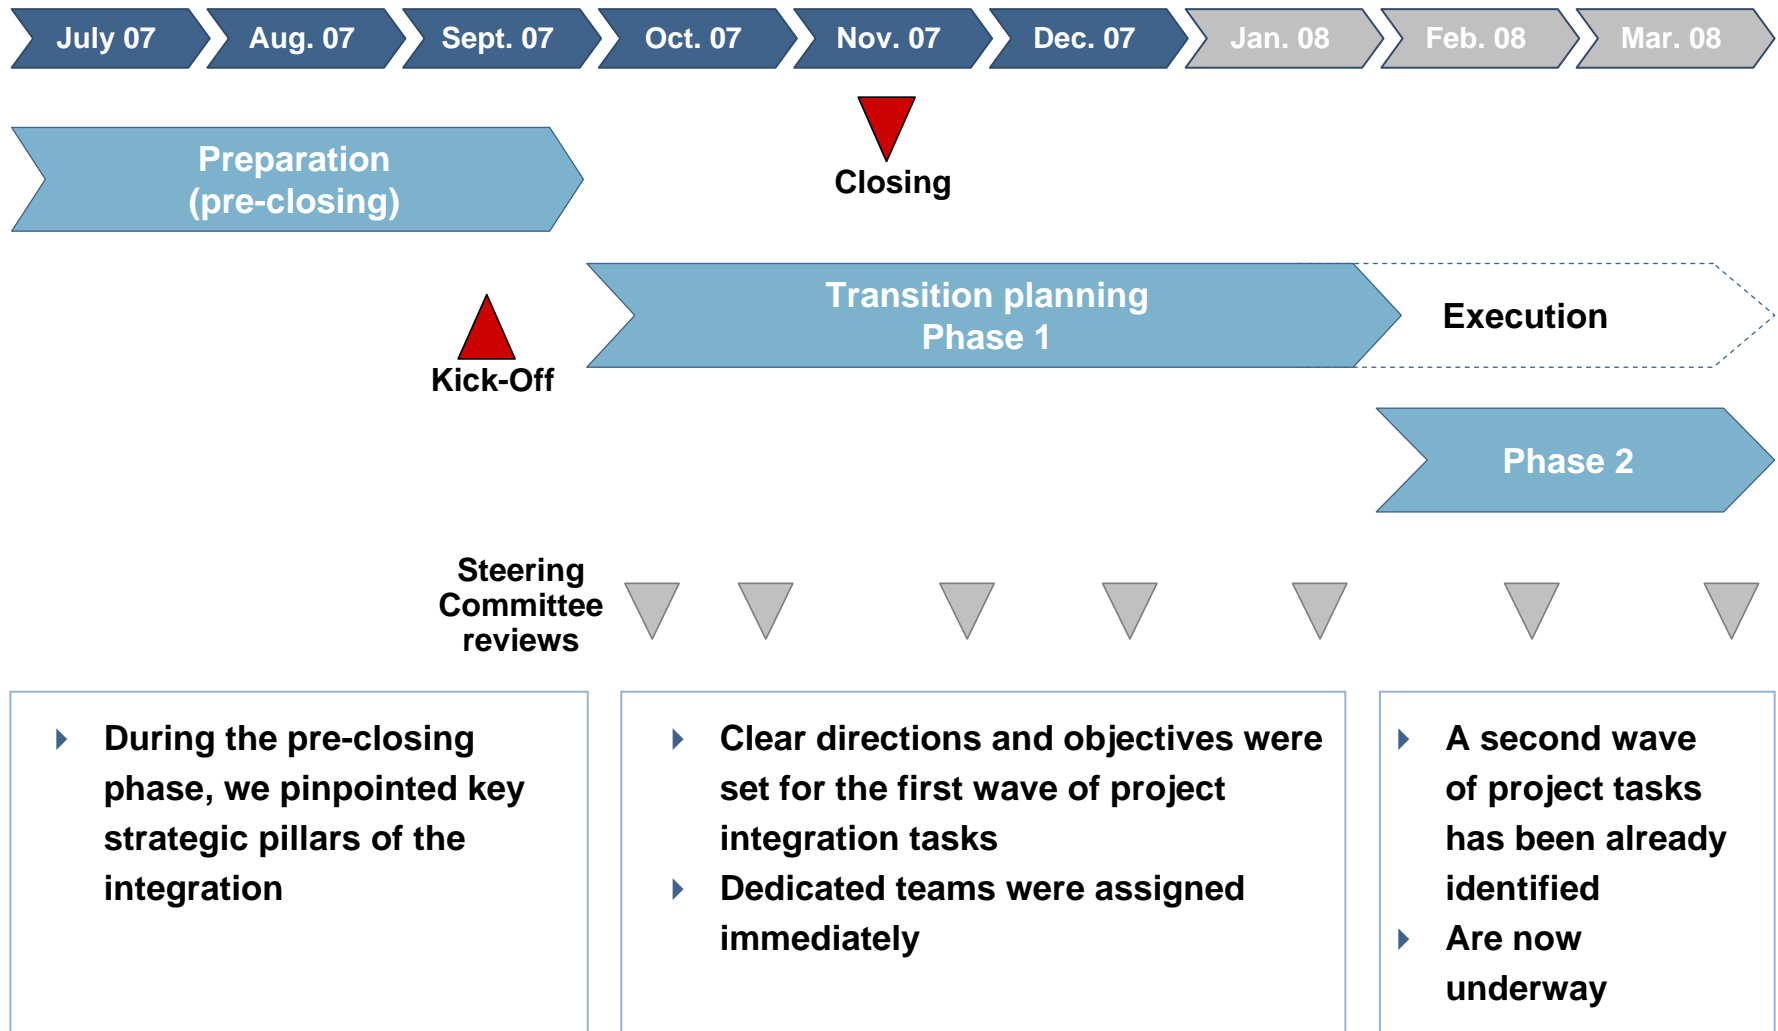 July 07
Aug. 07
Sept. 07
Oct. 07
Nov. 07
Dec. 07
Jan. 08
Feb. 08
Mar. 08
Preparation
(pre-closing)
Closing
Transition planning
Phase 1
Execution
Kick-Off
Phase 2
Steering
Committee
reviews
During the pre-closing
phase, we pinpointed key
strategic pillars of the
integration
Clear directions and objectives were
set for the first wave of project
integration tasks
Dedicated teams were assigned
immediately
A second wave
of project tasks
has been already
identified
Are now
underway